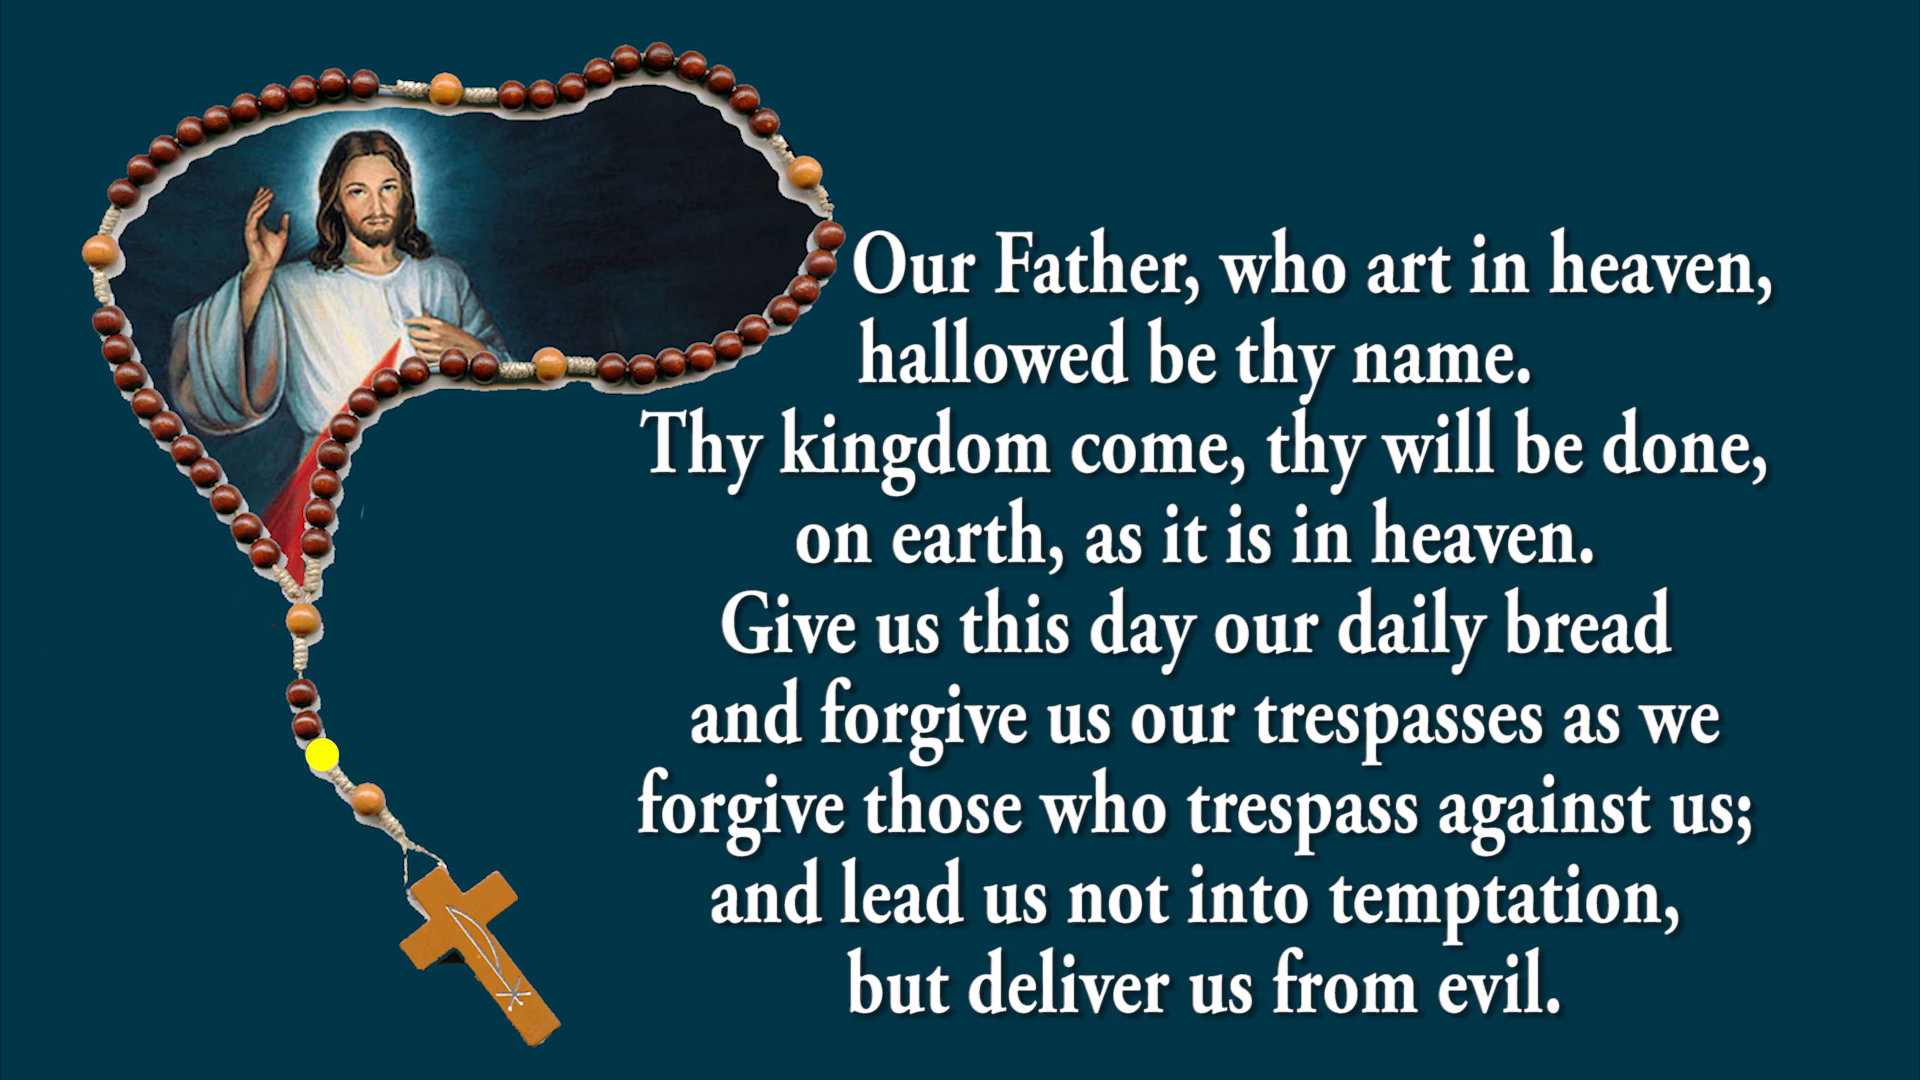 Our Father, who art in heaven,
hallowed be thy name.
Thy kingdom come, thy will be done,
on earth, as it is in heaven.
Give us this day our daily bread
and forgive us our trespasses as we
forgive those who trespass against us;
and lead us not into temptation,
but deliver us from evil.